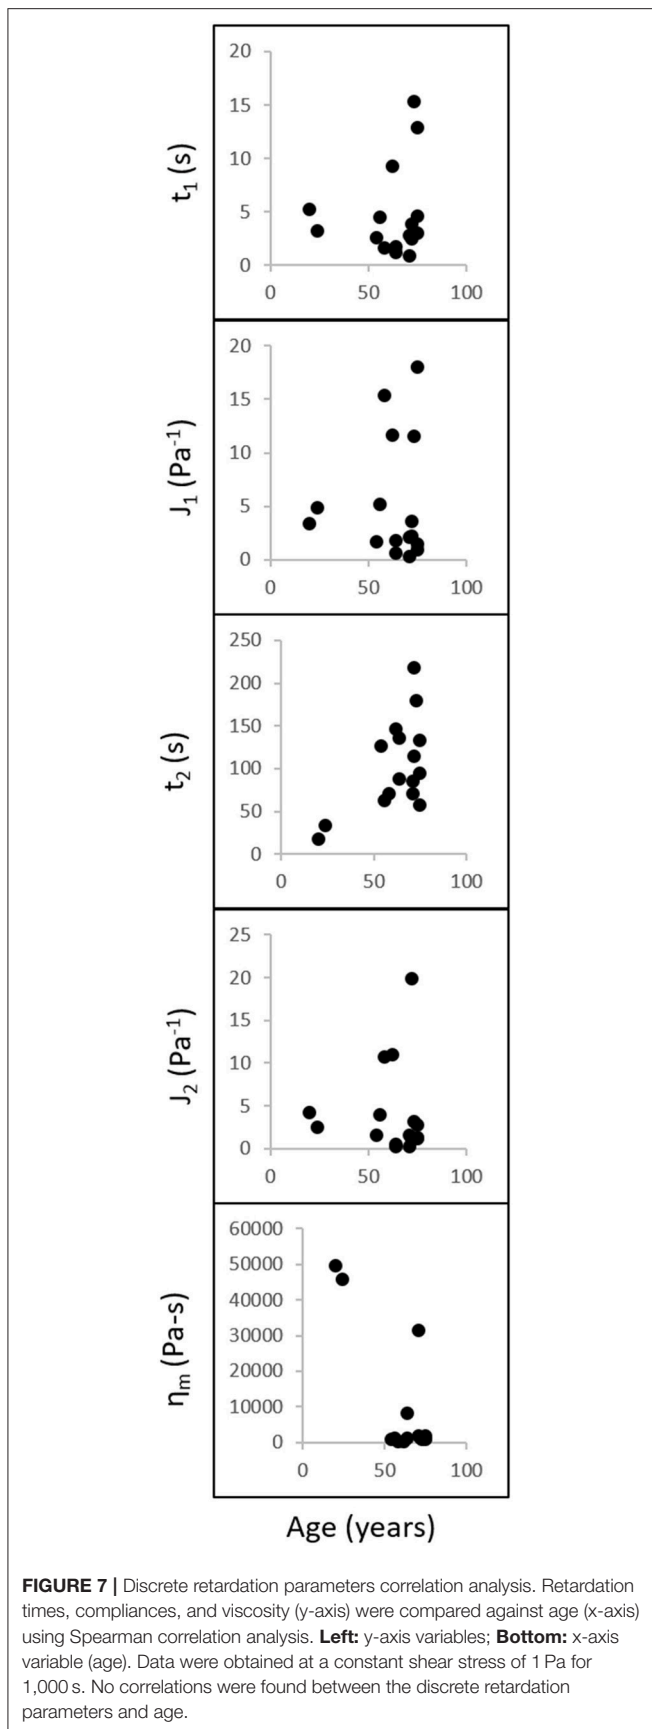 20
15
10
5
0
0 50 100
t₁ (s)
20
15
10
5
0
0 50 100
J₁ (Pa⁻¹)
250
200
150
100
50
0
0 50 100
t₂ (s)
25
20
15
10
5
0
0 50 100
J₂ (Pa⁻¹)
60000
50000
40000
30000
20000
10000
0
0 50 100
ηₘ (Pa-s)
Age (years)
FIGURE 7 | Discrete retardation parameters correlation analysis. Retardation
times, compliances, and viscosity (y-axis) were compared against age (x-axis)
using Spearman correlation analysis. Left: y-axis variables; Bottom: x-axis
variable (age). Data were obtained at a constant shear stress of 1 Pa for
1,000 s. No correlations were found between the discrete retardation
parameters and age.